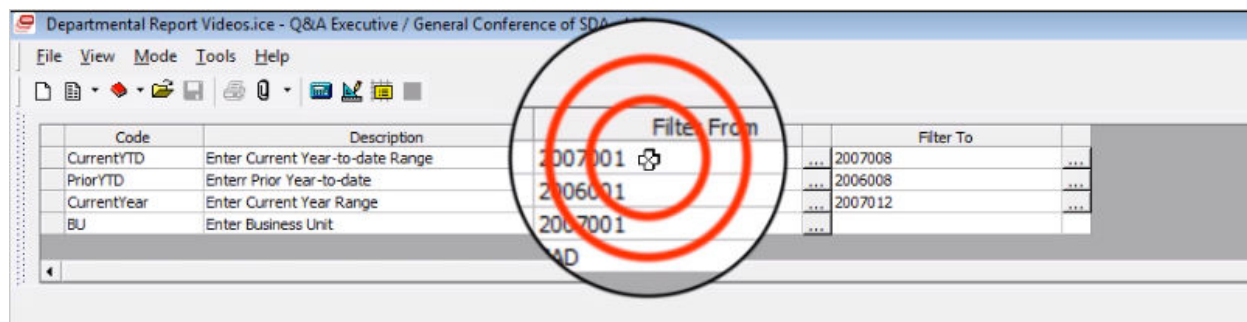 Departmental Report Videos.ice - Q&A Executive / General Conference of SDA
File View Mode Tools Help
Code Description Filter From Filter To
CurrentYTD Enter Current Year-to-date Range 2007001 ... 2007008 ...
PriorYTD Enterr Prior Year-to-date 2006001 ... 2006008 ...
CurrentYear Enter Current Year Range 2007001 ... 2007012 ...
BU Enter Business Unit ...